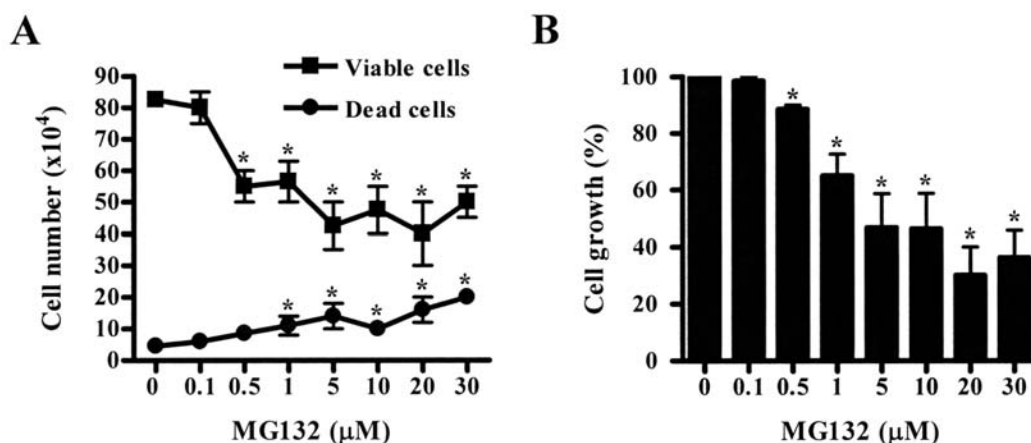 A
Viable cells
Dead cells
Cell number (x10⁴)
90
80
70
60
50
40
30
20
10
0
* * * * * *
* * * * *
0 0.1 0.5 1 5 10 20 30
MG132 (μM)
B
Cell growth (%)
100
80
60
40
20
0
* * * * * *
0 0.1 0.5 1 5 10 20 30
MG132 (μM)